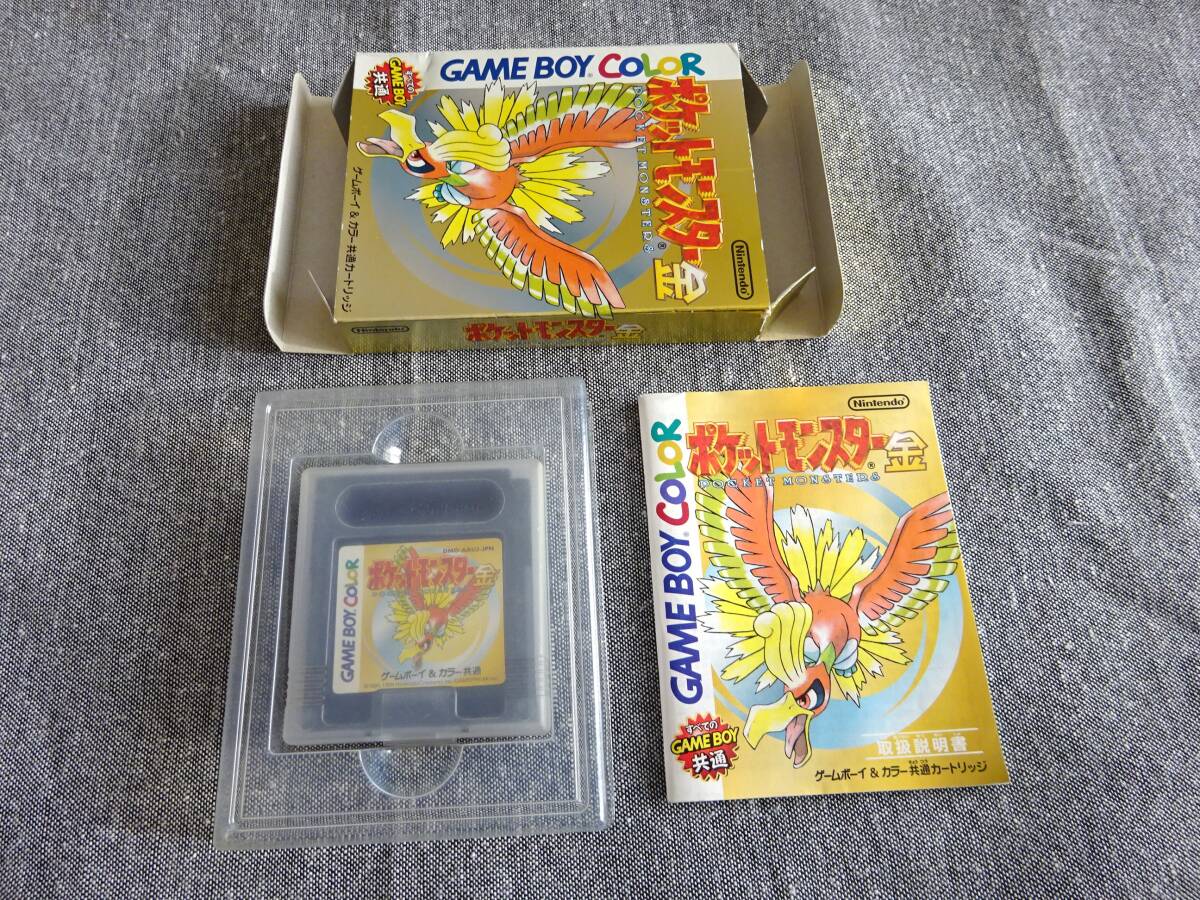 GAME BOY COLOR
すべての
GAME BOY
共通
ポケットモンスター金
POCKET MONSTERS
ゲームボーイ&カラー共通カートリッジ
Nintendo
Nintendo
ポケットモンスター金
DMG-AAUJ-JPN
ポケットモンスター金
GAME BOY COLOR
ゲームボーイ&カラー共通
Nintendo
ポケットモンスター金
POCKET MONSTERS
GAME BOY COLOR
すべての
GAME BOY
共通
取扱説明書
ゲームボーイ&カラー共通カートリッジ